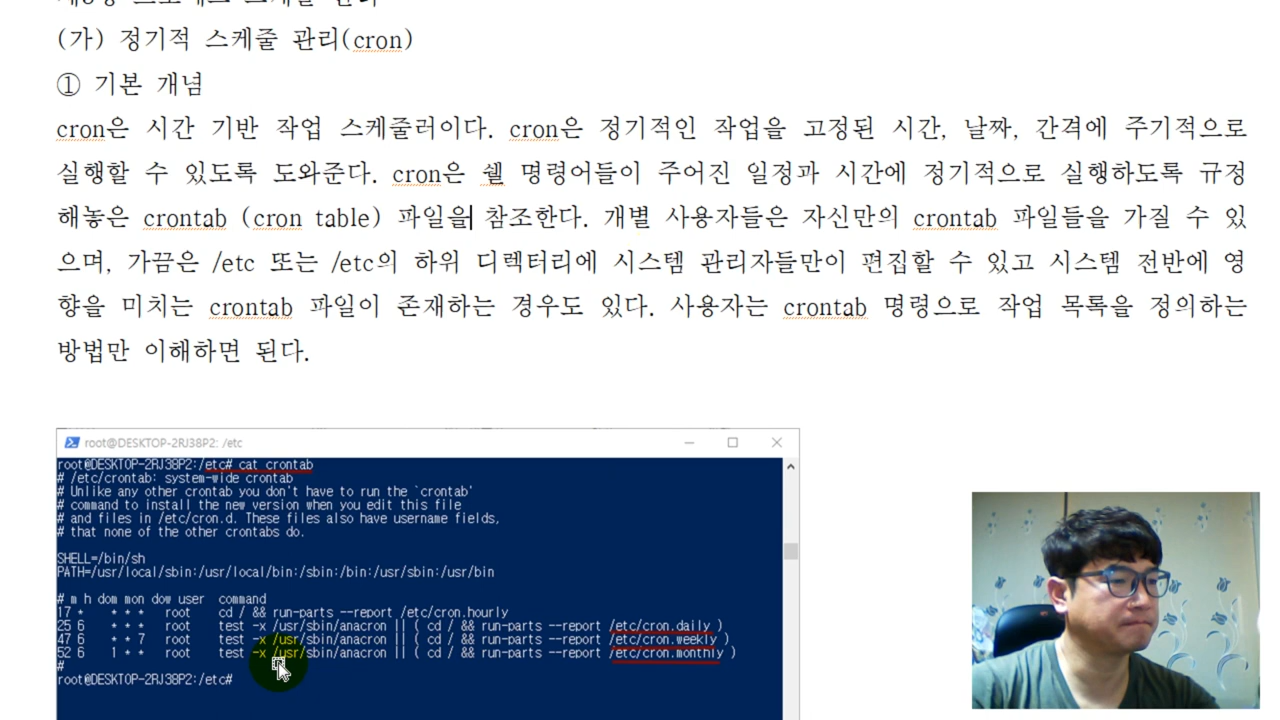 (가) 정기적 스케줄 관리(cron)
① 기본 개념
cron은 시간 기반 작업 스케줄러이다. cron은 정기적인 작업을 고정된 시간, 날짜, 간격에 주기적으로
실행할 수 있도록 도와준다. cron은 쉘 명령어들이 주어진 일정과 시간에 정기적으로 실행하도록 규정
해놓은 crontab (cron table) 파일을 참조한다. 개별 사용자들은 자신만의 crontab 파일들을 가질 수 있
으며, 가끔은 /etc 또는 /etc의 하위 디렉터리에 시스템 관리자들만이 편집할 수 있고 시스템 전반에 영
향을 미치는 crontab 파일이 존재하는 경우도 있다. 사용자는 crontab 명령으로 작업 목록을 정의하는
방법만 이해하면 된다.
root@DESKTOP-2RJ38P2: /etc
root@DESKTOP-2RJ38P2:/etc# cat crontab
# /etc/crontab: system-wide crontab
# Unlike any other crontab you don't have to run the `crontab'
# command to install the new version when you edit this file
# and files in /etc/cron.d. These files also have username fields,
# that none of the other crontabs do.
SHELL=/bin/sh
PATH=/usr/local/sbin:/usr/local/bin:/sbin:/bin:/usr/sbin:/usr/bin
# m h dom mon dow user command
17 * * * * root cd / && run-parts --report /etc/cron.hourly
25 6 * * * root test -x /usr/sbin/anacron || ( cd / && run-parts --report /etc/cron.daily )
47 6 * * 7 root test -x /usr/sbin/anacron || ( cd / && run-parts --report /etc/cron.weekly )
52 6 1 * * root test -x /usr/sbin/anacron || ( cd / && run-parts --report /etc/cron.monthly )
#
root@DESKTOP-2RJ38P2:/etc#